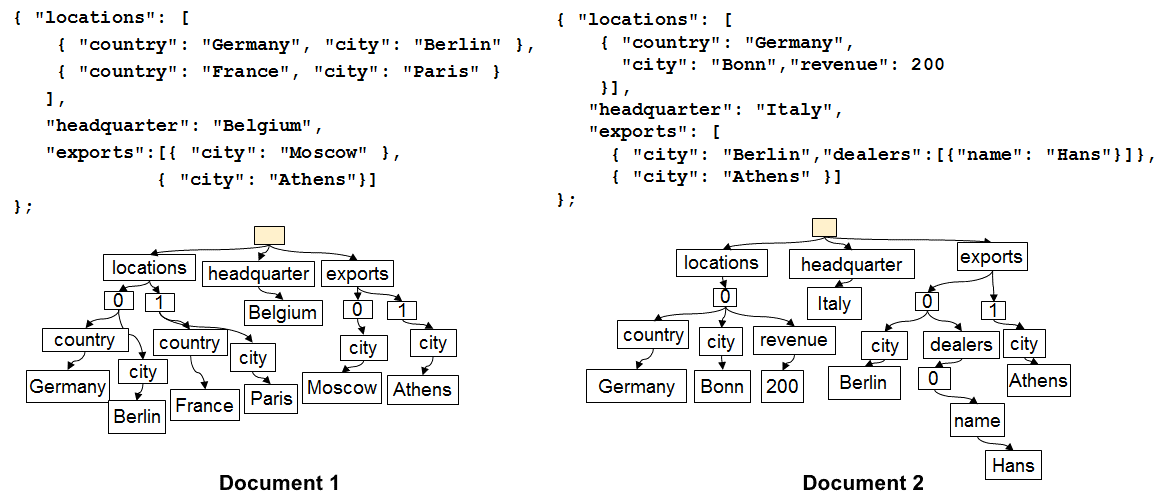 { "locations": [
{ "country": "Germany", "city": "Berlin" },
{ "country": "France", "city": "Paris" }
],
"headquarter": "Belgium",
"exports":[{ "city": "Moscow" },
{ "city": "Athens"}]
};
locations
headquarter
exports
0
1
0
1
Belgium
country
country
city
city
city
city
Germany
Berlin
France
Paris
Moscow
Athens
Document 1
{ "locations": [
{ "country": "Germany",
"city": "Bonn","revenue": 200
}],
"headquarter": "Italy",
"exports": [
{ "city": "Berlin","dealers":[{"name": "Hans"}]},
{ "city": "Athens" }]
};
locations
headquarter
exports
0
Italy
0
1
country
city
revenue
city
dealers
city
Germany
Bonn
200
Berlin
0
Athens
name
Hans
Document 2